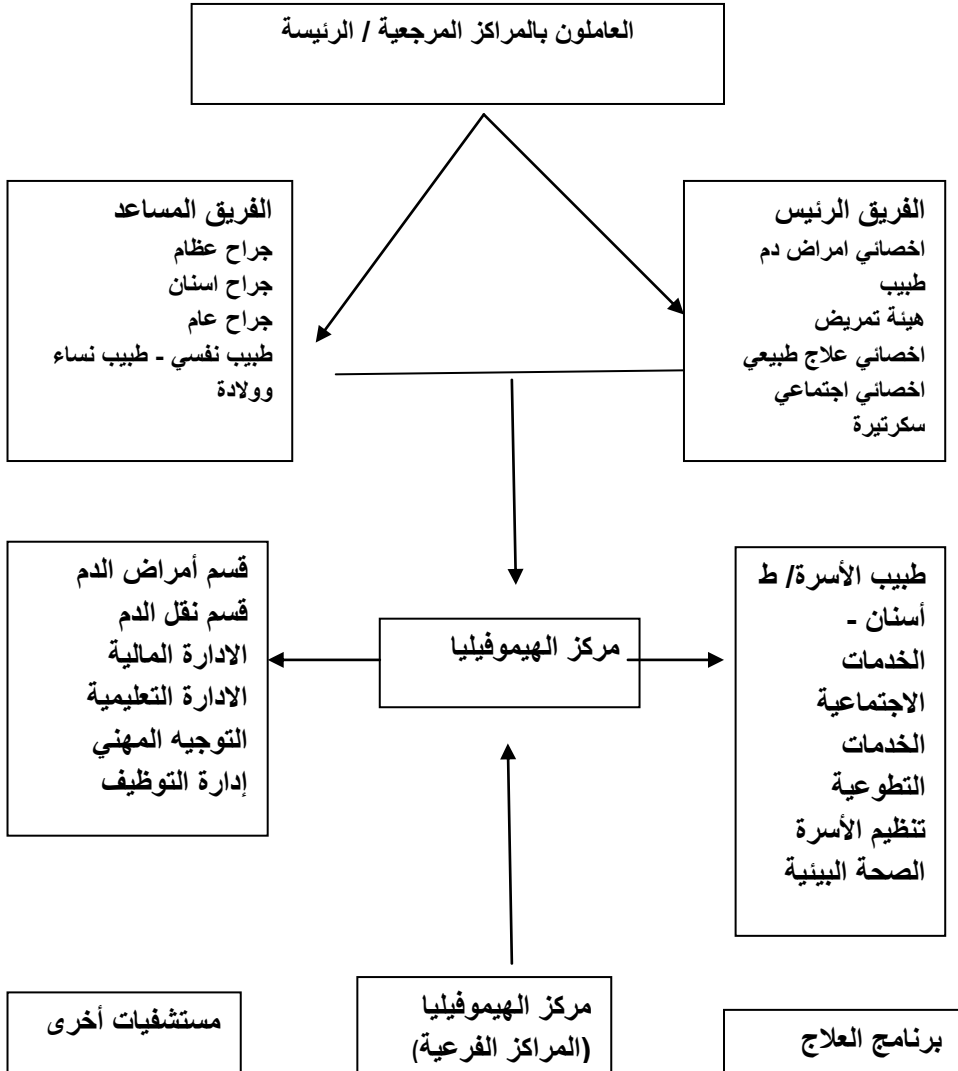 العاملون بالمراكز المرجعية / الرئيسة
الفريق الرئيس
اخصائي امراض دم
طبيب
هيئة تمريض
اخصائي علاج طبيعي
اخصائي اجتماعي
سكرتيرة
الفريق المساعد
جراح عظام
جراح اسنان
جراح عام
طبيب نفسي - طبيب نساء
وولادة
طبيب الأسرة/ ط
أسنان -
الخدمات
الاجتماعية
الخدمات
التطوعية
تنظيم الأسرة
الصحة البيئية
مركز الهيموفيليا
قسم أمراض الدم
قسم نقل الدم
الادارة المالية
الادارة التعليمية
التوجيه المهني
إدارة التوظيف
برنامج العلاج
مركز الهيموفيليا
(المراكز الفرعية)
مستشفيات أخرى